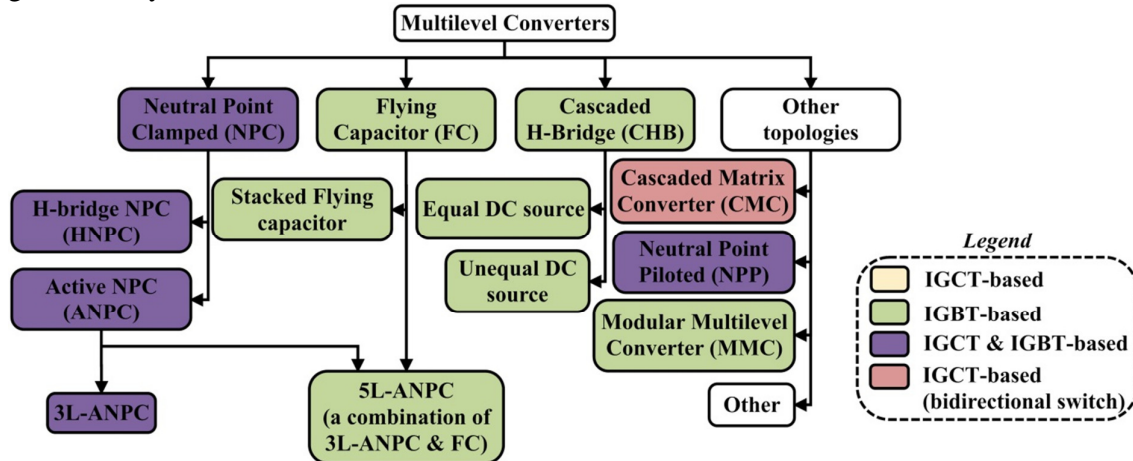 Multilevel Converters
Neutral Point
Clamped (NPC)
Flying
Capacitor (FC)
Cascaded
H-Bridge (CHB)
Other
topologies
H-bridge NPC
(HNPC)
Active NPC
(ANPC)
3L-ANPC
Stacked Flying
capacitor
5L-ANPC
(a combination of
3L-ANPC & FC)
Equal DC source
Unequal DC
source
Cascaded Matrix
Converter (CMC)
Neutral Point
Piloted (NPP)
Modular Multilevel
Converter (MMC)
Other
Legend
IGCT-based
IGBT-based
IGCT & IGBT-based
IGCT-based
(bidirectional switch)